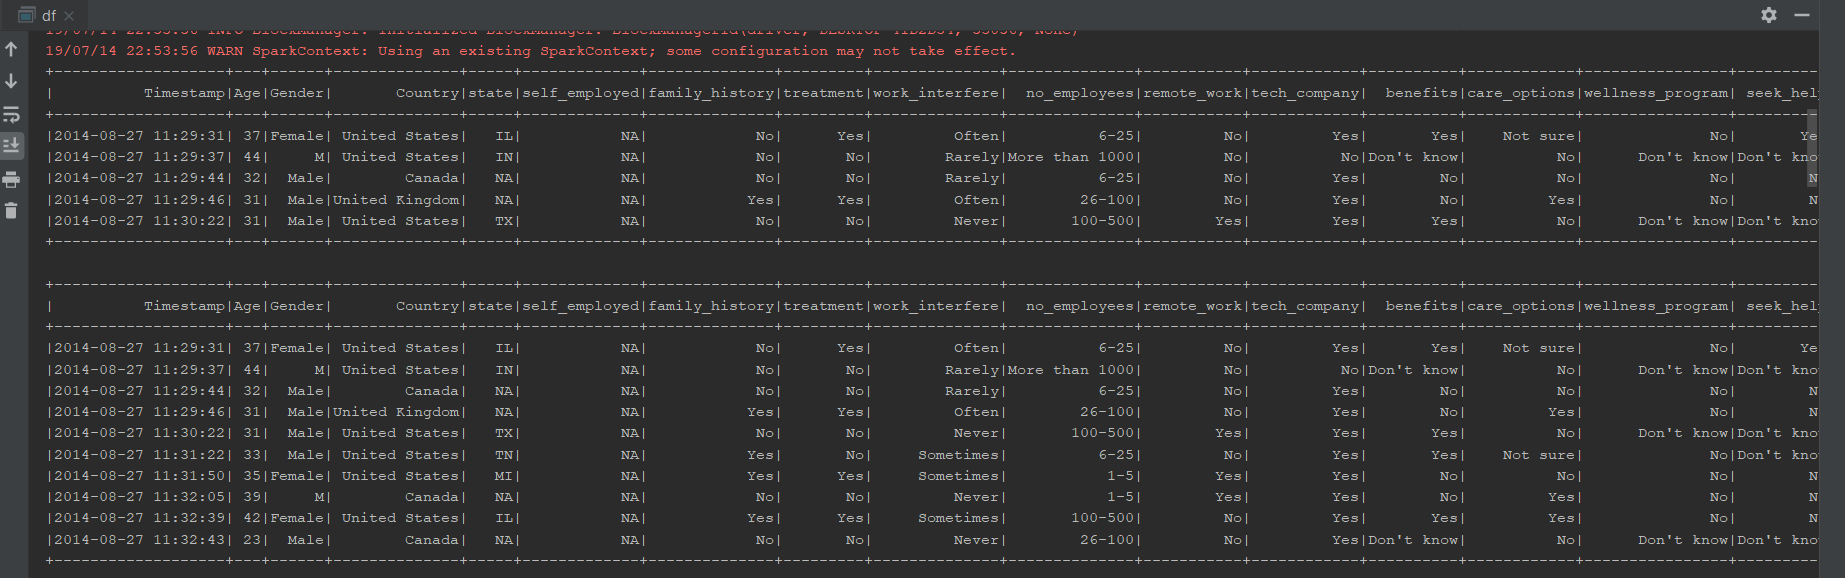 df
19/07/14 22:53:56 INFO BlockManager: Initialized BlockManager: BlockManagerId(driver, None)
19/07/14 22:53:56 WARN SparkContext: Using an existing SparkContext; some configuration may not take effect.
+-------------------+---+------+--------------+-----+-------------+--------------+---------+--------------+--------------+-----------+------------+----------+------------+----------------+---------
| Timestamp|Age|Gender| Country|state|self_employed|family_history|treatment|work_interfere| no_employees|remote_work|tech_company| benefits|care_options|wellness_program| seek_hel
+-------------------+---+------+--------------+-----+-------------+--------------+---------+--------------+--------------+-----------+------------+----------+------------+----------------+---------
|2014-08-27 11:29:31| 37|Female| United States| IL| NA| No| Yes| Often| 6-25| No| Yes| Yes| Not sure| No| Ye
|2014-08-27 11:29:37| 44| M| United States| IN| NA| No| No| Rarely|More than 1000| No| No|Don't know| No| Don't know|Don't kno
|2014-08-27 11:29:44| 32| Male| Canada| NA| NA| No| No| Rarely| 6-25| No| Yes| No| No| No| N
|2014-08-27 11:29:46| 31| Male|United Kingdom| NA| NA| Yes| Yes| Often| 26-100| No| Yes| No| Yes| No| N
|2014-08-27 11:30:22| 31| Male| United States| TX| NA| No| No| Never| 100-500| Yes| Yes| Yes| No| Don't know|Don't kno
+-------------------+---+------+--------------+-----+-------------+--------------+---------+--------------+--------------+-----------+------------+----------+------------+----------------+---------
+-------------------+---+------+--------------+-----+-------------+--------------+---------+--------------+--------------+-----------+------------+----------+------------+----------------+---------
| Timestamp|Age|Gender| Country|state|self_employed|family_history|treatment|work_interfere| no_employees|remote_work|tech_company| benefits|care_options|wellness_program| seek_hel
+-------------------+---+------+--------------+-----+-------------+--------------+---------+--------------+--------------+-----------+------------+----------+------------+----------------+---------
|2014-08-27 11:29:31| 37|Female| United States| IL| NA| No| Yes| Often| 6-25| No| Yes| Yes| Not sure| No| Ye
|2014-08-27 11:29:37| 44| M| United States| IN| NA| No| No| Rarely|More than 1000| No| No|Don't know| No| Don't know|Don't kno
|2014-08-27 11:29:44| 32| Male| Canada| NA| NA| No| No| Rarely| 6-25| No| Yes| No| No| No| N
|2014-08-27 11:29:46| 31| Male|United Kingdom| NA| NA| Yes| Yes| Often| 26-100| No| Yes| No| Yes| No| N
|2014-08-27 11:30:22| 31| Male| United States| TX| NA| No| No| Never| 100-500| Yes| Yes| Yes| No| Don't know|Don't kno
|2014-08-27 11:31:22| 33| Male| United States| TN| NA| Yes| No| Sometimes| 6-25| No| Yes| Yes| Not sure| No|Don't kno
|2014-08-27 11:31:50| 35|Female| United States| MI| NA| Yes| Yes| Sometimes| 1-5| Yes| Yes| No| No| No| N
|2014-08-27 11:32:05| 39| M| Canada| NA| NA| No| No| Never| 1-5| Yes| Yes| No| Yes| No| N
|2014-08-27 11:32:39| 42|Female| United States| IL| NA| Yes| Yes| Sometimes| 100-500| No| Yes| Yes| Yes| No| N
|2014-08-27 11:32:43| 23| Male| Canada| NA| NA| No| No| Never| 26-100| No| Yes|Don't know| No| Don't know|Don't kno
+-------------------+---+------+--------------+-----+-------------+--------------+---------+--------------+--------------+-----------+------------+----------+------------+----------------+---------